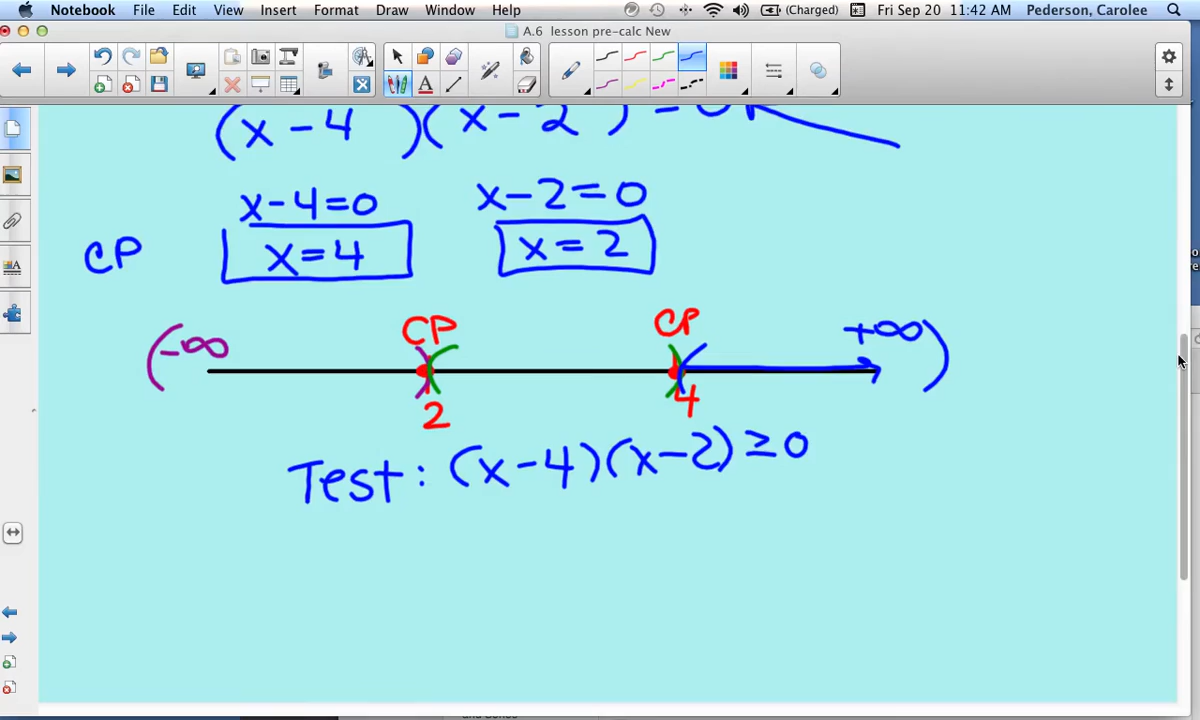 Notebook File Edit View Insert Format Draw Window Help (Charged) Fri Sep 20 11:42 AM Pederson, Carolee
A.6 lesson pre-calc New
(x-4)(x-2) = 0
x-4=0 x-2=0
CP x=4 x=2
CP CP
(-∞ +∞)
2 4
Test: (x-4)(x-2) ≥ 0